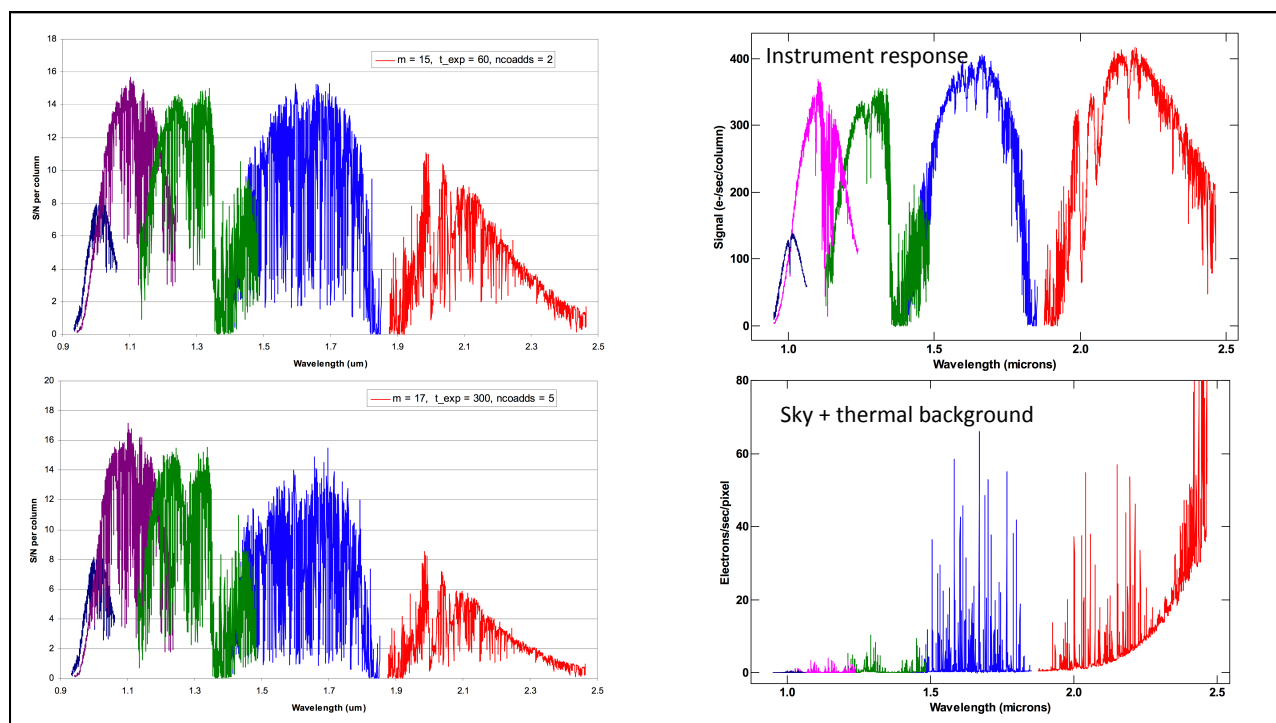 S/N per column
16
14
12
10
8
6
4
2
0
m = 15, t_exp = 60, ncoadds = 2
0.9 1.1 1.3 1.5 1.7 1.9 2.1 2.3 2.5
Wavelength (um)
Instrument response
Signal (e-/sec/column)
400
300
200
100
0
1.0 1.5 2.0 2.5
Wavelength (microns)
S/N per column
20
18
16
14
12
10
8
6
4
2
0
m = 17, t_exp = 300, ncoadds = 5
0.9 1.1 1.3 1.5 1.7 1.9 2.1 2.3 2.5
Wavelength (um)
Sky + thermal background
Electrons/sec/pixel
80
60
40
20
0
1.0 1.5 2.0 2.5
Wavelength (microns)